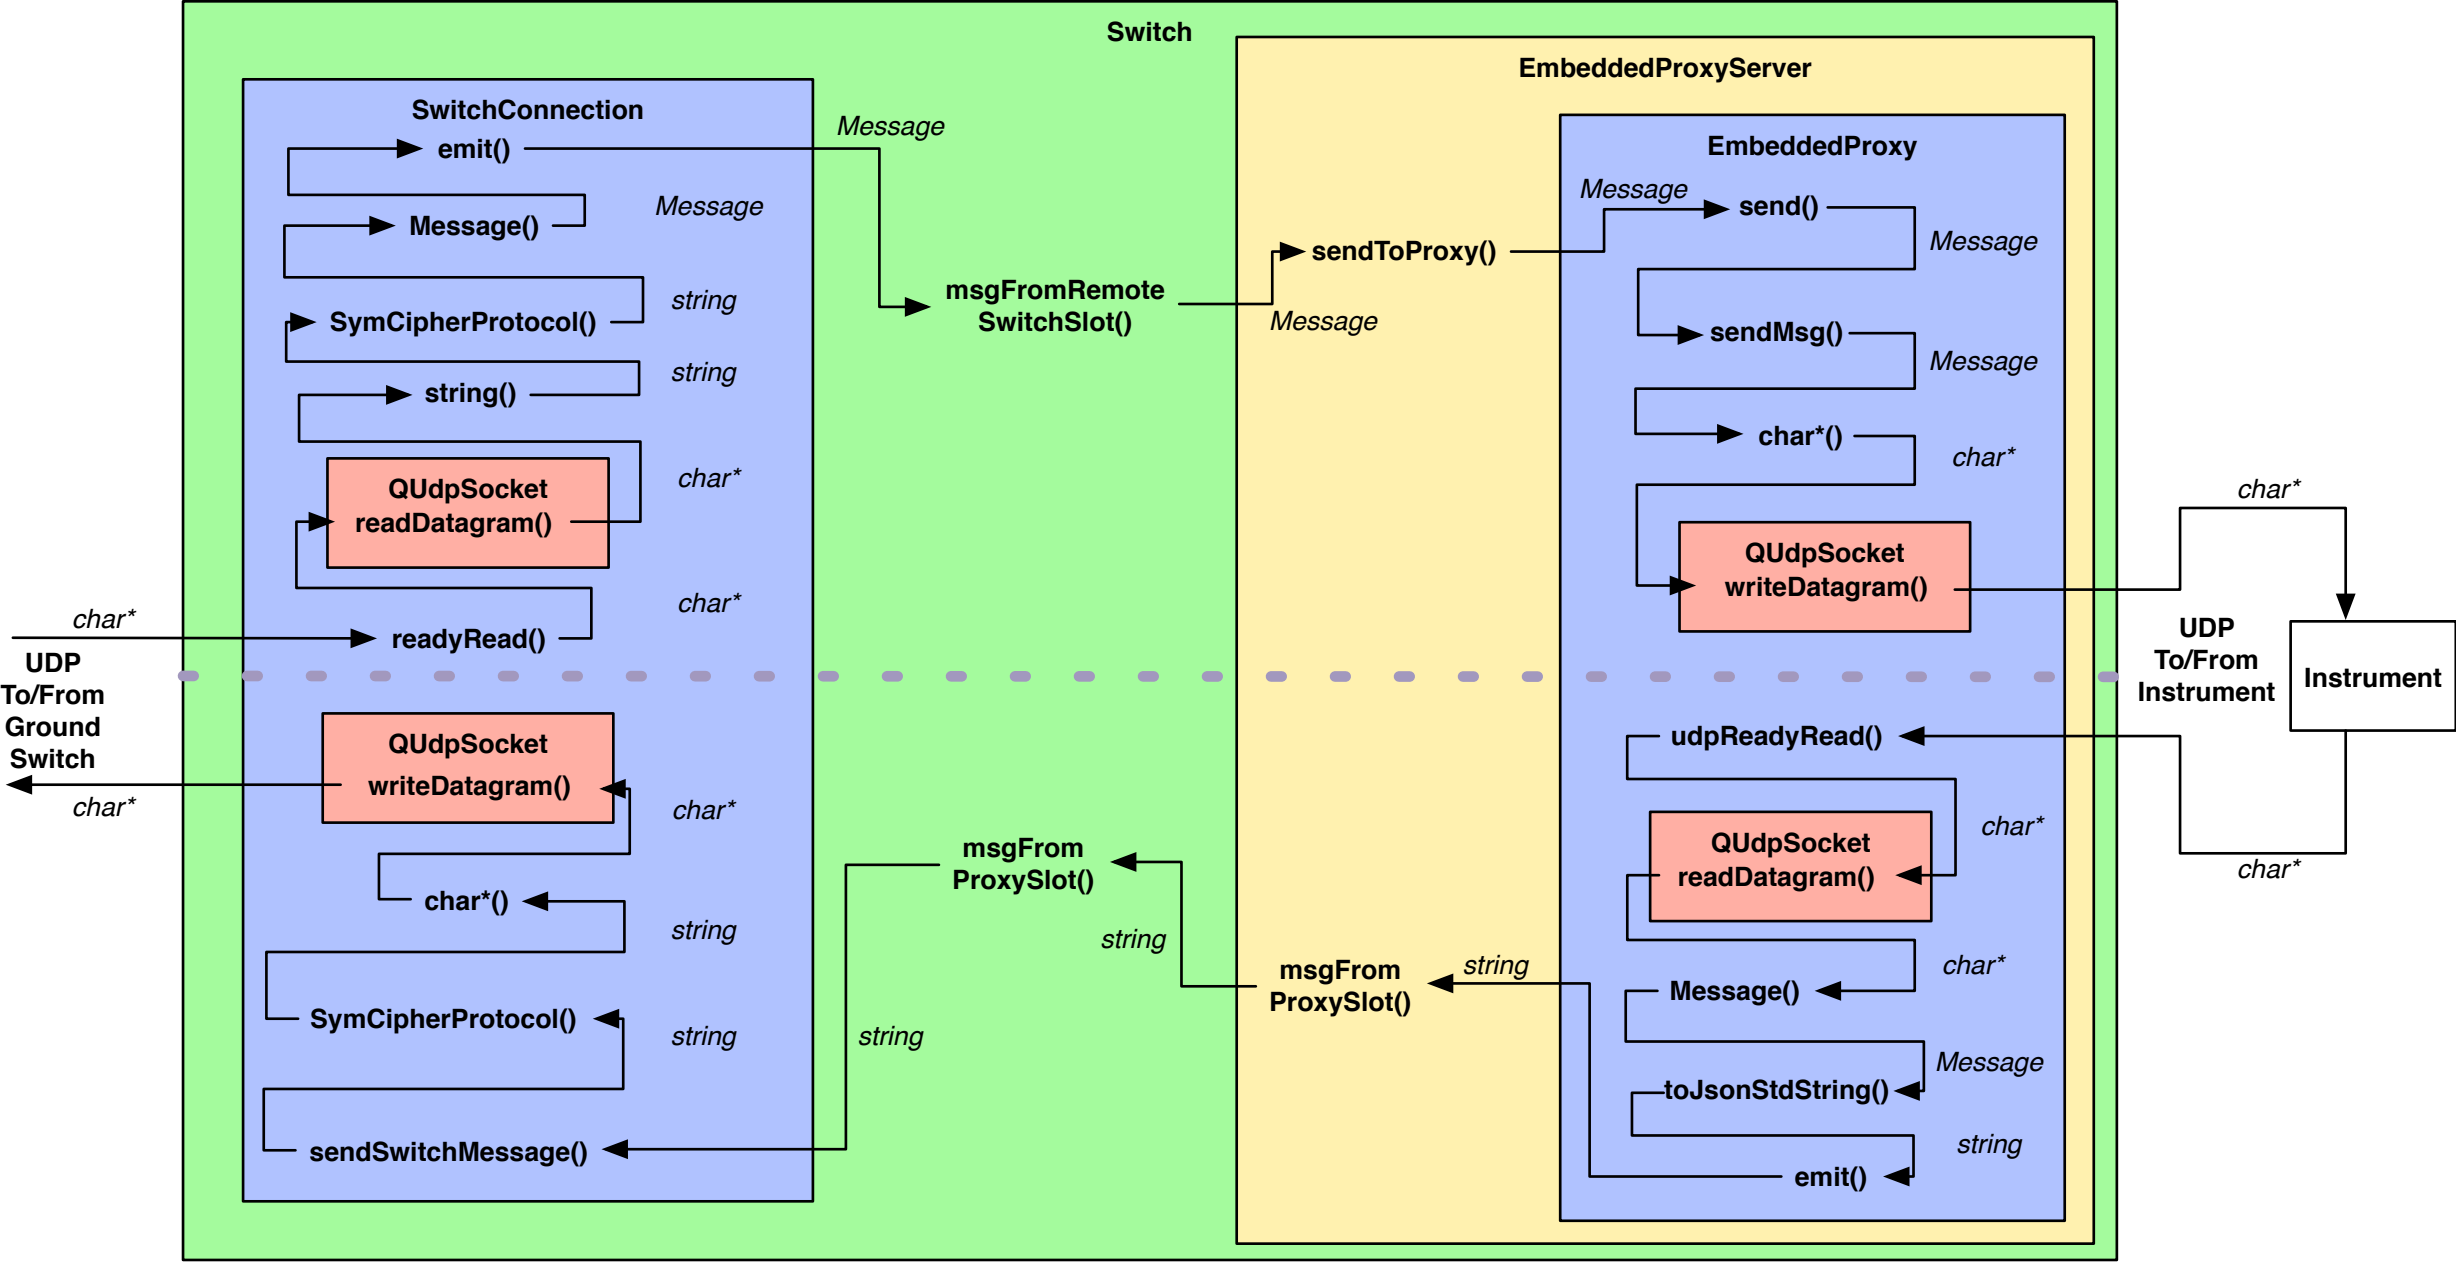 Switch
SwitchConnection
emit()
Message
Message()
Message
SymCipherProtocol()
string
string()
string
QUdpSocket
readDatagram()
char*
char*
readyRead()
char*
UDP
To/From
Ground
Switch
char*
QUdpSocket
writeDatagram()
char*
char*()
string
SymCipherProtocol()
string
sendSwitchMessage()
msgFromRemote
SwitchSlot()
Message
msgFrom
ProxySlot()
string
string
EmbeddedProxyServer
sendToProxy()
Message
msgFrom
ProxySlot()
string
EmbeddedProxy
send()
Message
sendMsg()
Message
char*()
char*
QUdpSocket
writeDatagram()
udpReadyRead()
char*
QUdpSocket
readDatagram()
char*
Message()
Message
toJsonStdString()
string
emit()
char*
UDP
To/From
Instrument
Instrument
char*